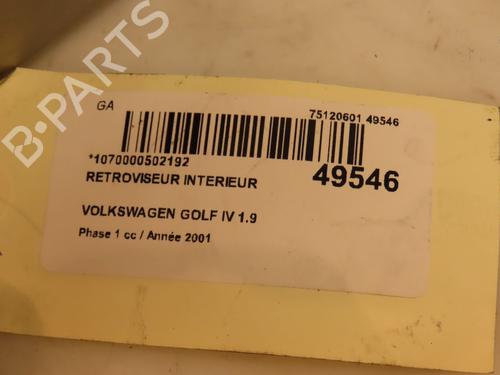 GA
75120601 49546
*1070000502192
49546
RETROVISEUR INTERIEUR
VOLKSWAGEN GOLF IV 1.9
Phase 1 cc / Année 2001
B-PARTS